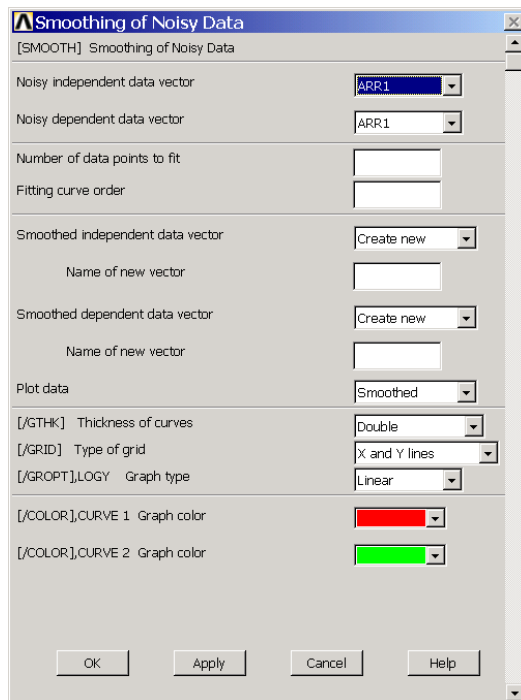 Smoothing of Noisy Data
[SMOOTH] Smoothing of Noisy Data
Noisy independent data vector ARR1
Noisy dependent data vector ARR1
Number of data points to fit
Fitting curve order
Smoothed independent data vector Create new
Name of new vector
Smoothed dependent data vector Create new
Name of new vector
Plot data Smoothed
[/GTHK] Thickness of curves Double
[/GRID] Type of grid X and Y lines
[/GROPT],LOGY Graph type Linear
[/COLOR],CURVE 1 Graph color
[/COLOR],CURVE 2 Graph color
OK Apply Cancel Help